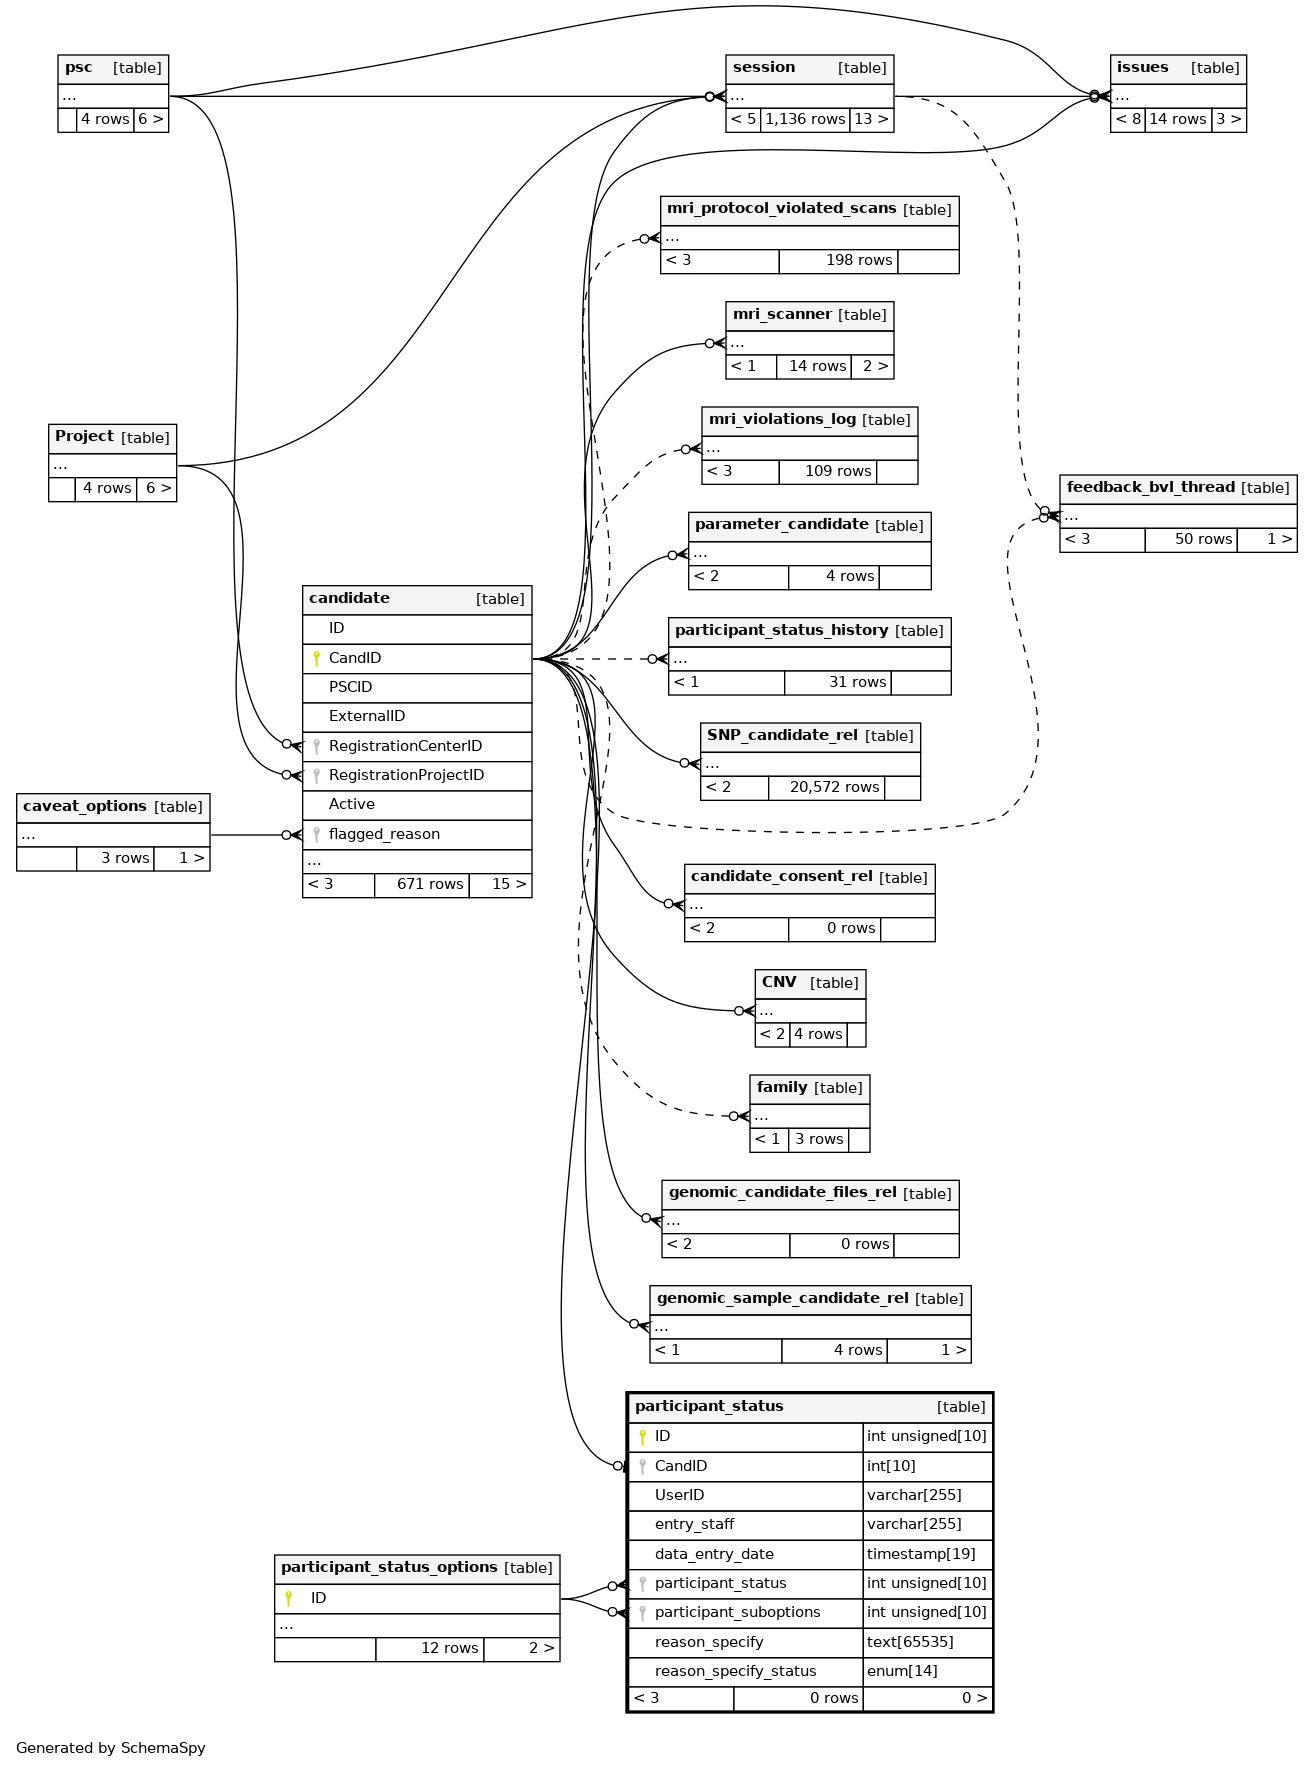 psc [table]
...
4 rows 6 >
session [table]
...
< 5 1,136 rows 13 >
issues [table]
...
< 8 14 rows 3 >
mri_protocol_violated_scans [table]
...
< 3 198 rows
mri_scanner [table]
...
< 1 14 rows 2 >
mri_violations_log [table]
...
< 3 109 rows
Project [table]
...
4 rows 6 >
feedback_bvl_thread [table]
...
< 3 50 rows 1 >
parameter_candidate [table]
...
< 2 4 rows
participant_status_history [table]
...
< 1 31 rows
candidate [table]
ID
CandID
PSCID
ExternalID
RegistrationCenterID
RegistrationProjectID
Active
flagged_reason
...
< 3 671 rows 15 >
SNP_candidate_rel [table]
...
< 2 20,572 rows
caveat_options [table]
...
3 rows 1 >
candidate_consent_rel [table]
...
< 2 0 rows
CNV [table]
...
< 2 4 rows
family [table]
...
< 1 3 rows
genomic_candidate_files_rel [table]
...
< 2 0 rows
genomic_sample_candidate_rel [table]
...
< 1 4 rows 1 >
participant_status [table]
ID int unsigned[10]
CandID int[10]
UserID varchar[255]
entry_staff varchar[255]
data_entry_date timestamp[19]
participant_status int unsigned[10]
participant_suboptions int unsigned[10]
reason_specify text[65535]
reason_specify_status enum[14]
< 3 0 rows 0 >
participant_status_options [table]
ID
...
12 rows 2 >
Generated by SchemaSpy